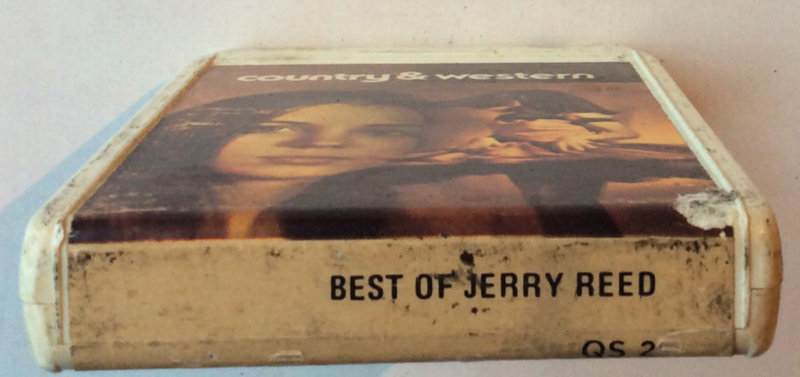 country & western
BEST OF JERRY REED
QS 2